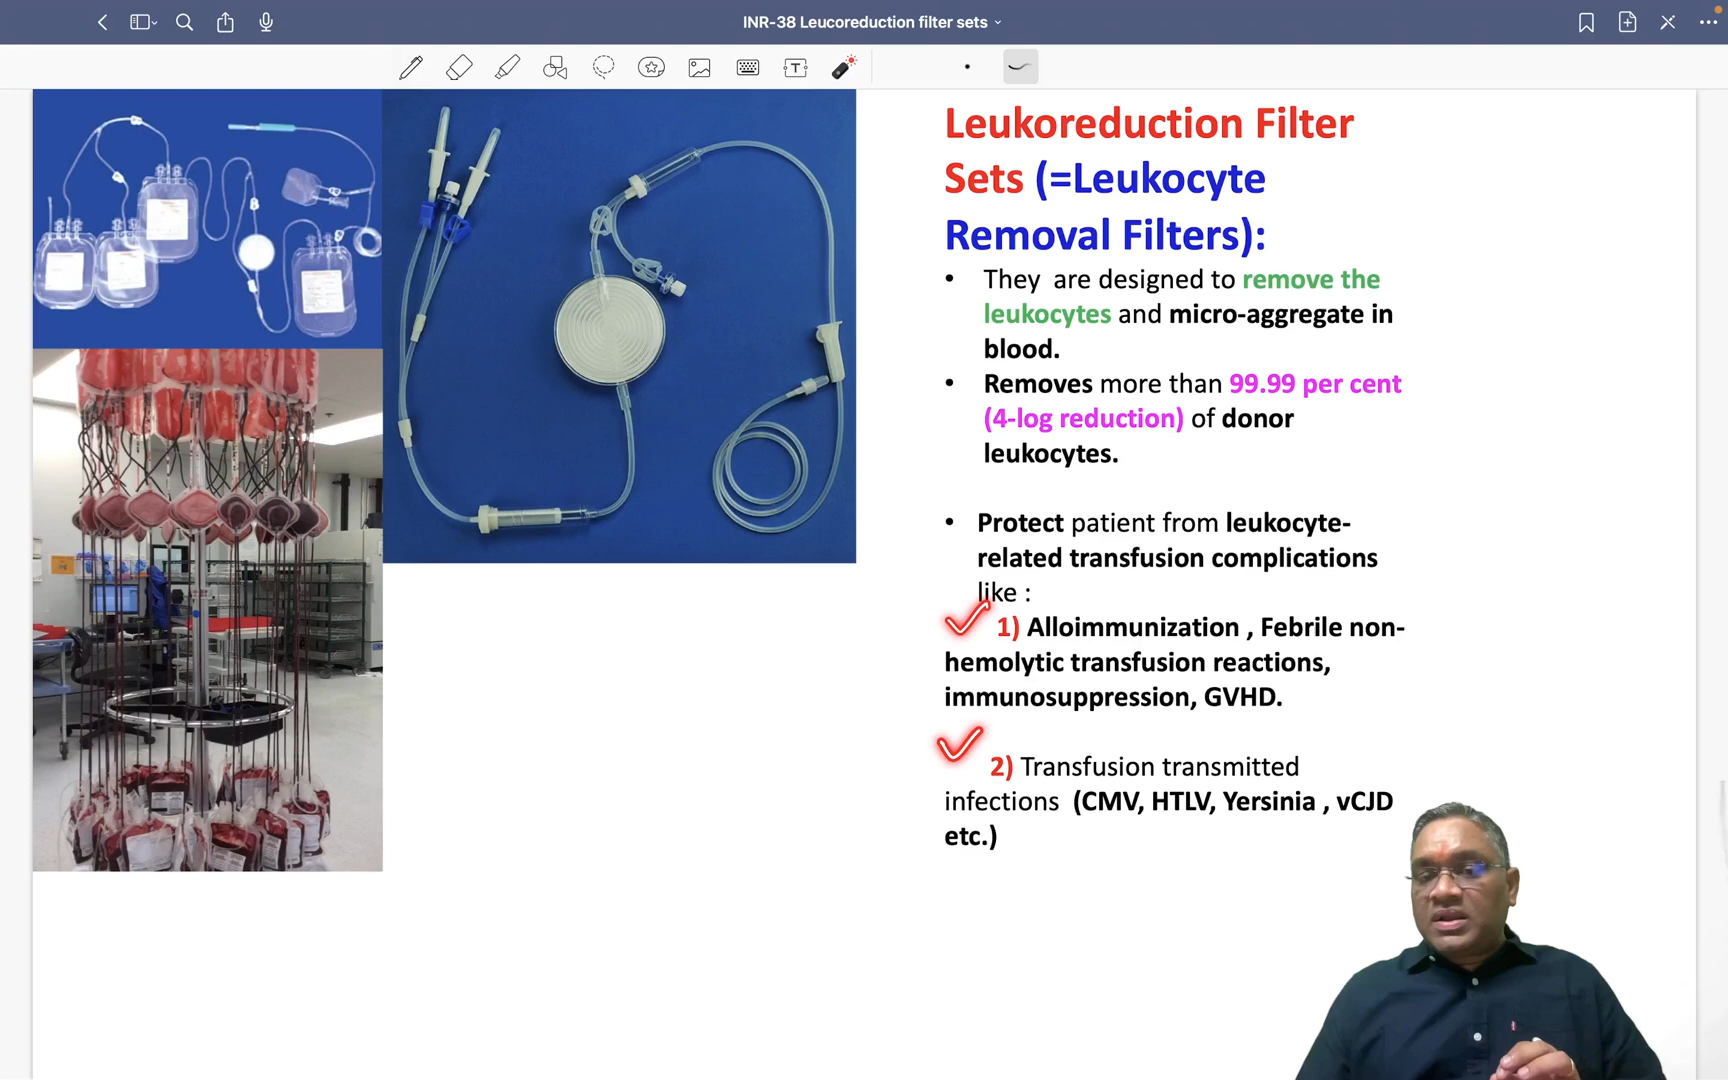 INR-38 Leucoreduction filter sets
T
Leukoreduction Filter
Sets (=Leukocyte
Removal Filters):
• They are designed to remove the
leukocytes and micro-aggregate in
blood.
• Removes more than 99.99 per cent
(4-log reduction) of donor
leukocytes.
• Protect patient from leukocyte-
related transfusion complications
like :
1) Alloimmunization , Febrile non-
hemolytic transfusion reactions,
immunosuppression, GVHD.
2) Transfusion transmitted
infections (CMV, HTLV, Yersinia , vCJD
etc.)